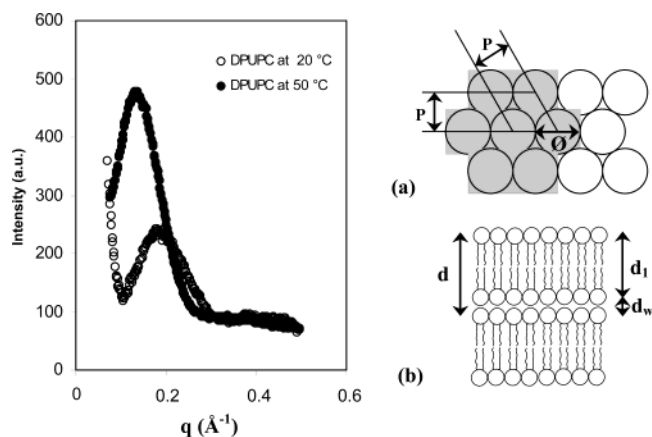 600
500
400
300
200
100
0
0
0.2
0.4
0.6
Intensity (a.u.)
q (Å⁻¹)
DPUPC at 20 °C
DPUPC at 50 °C
P
P
Ø
(a)
d
d₁
dw
(b)